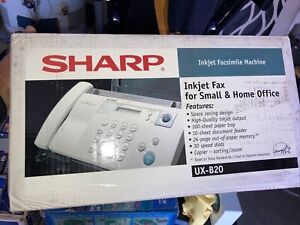 Inkjet Facsimile Machine
SHARP
Inkjet Fax
for Small & Home Office
Features:
• Space saving design
• High-Quality inkjet output
• 100-sheet paper tray
• 20-sheet document feeder
• 24-page out-of-paper memory*
• 30 speed dials
• Copier - sorting/zoom
UX-B20